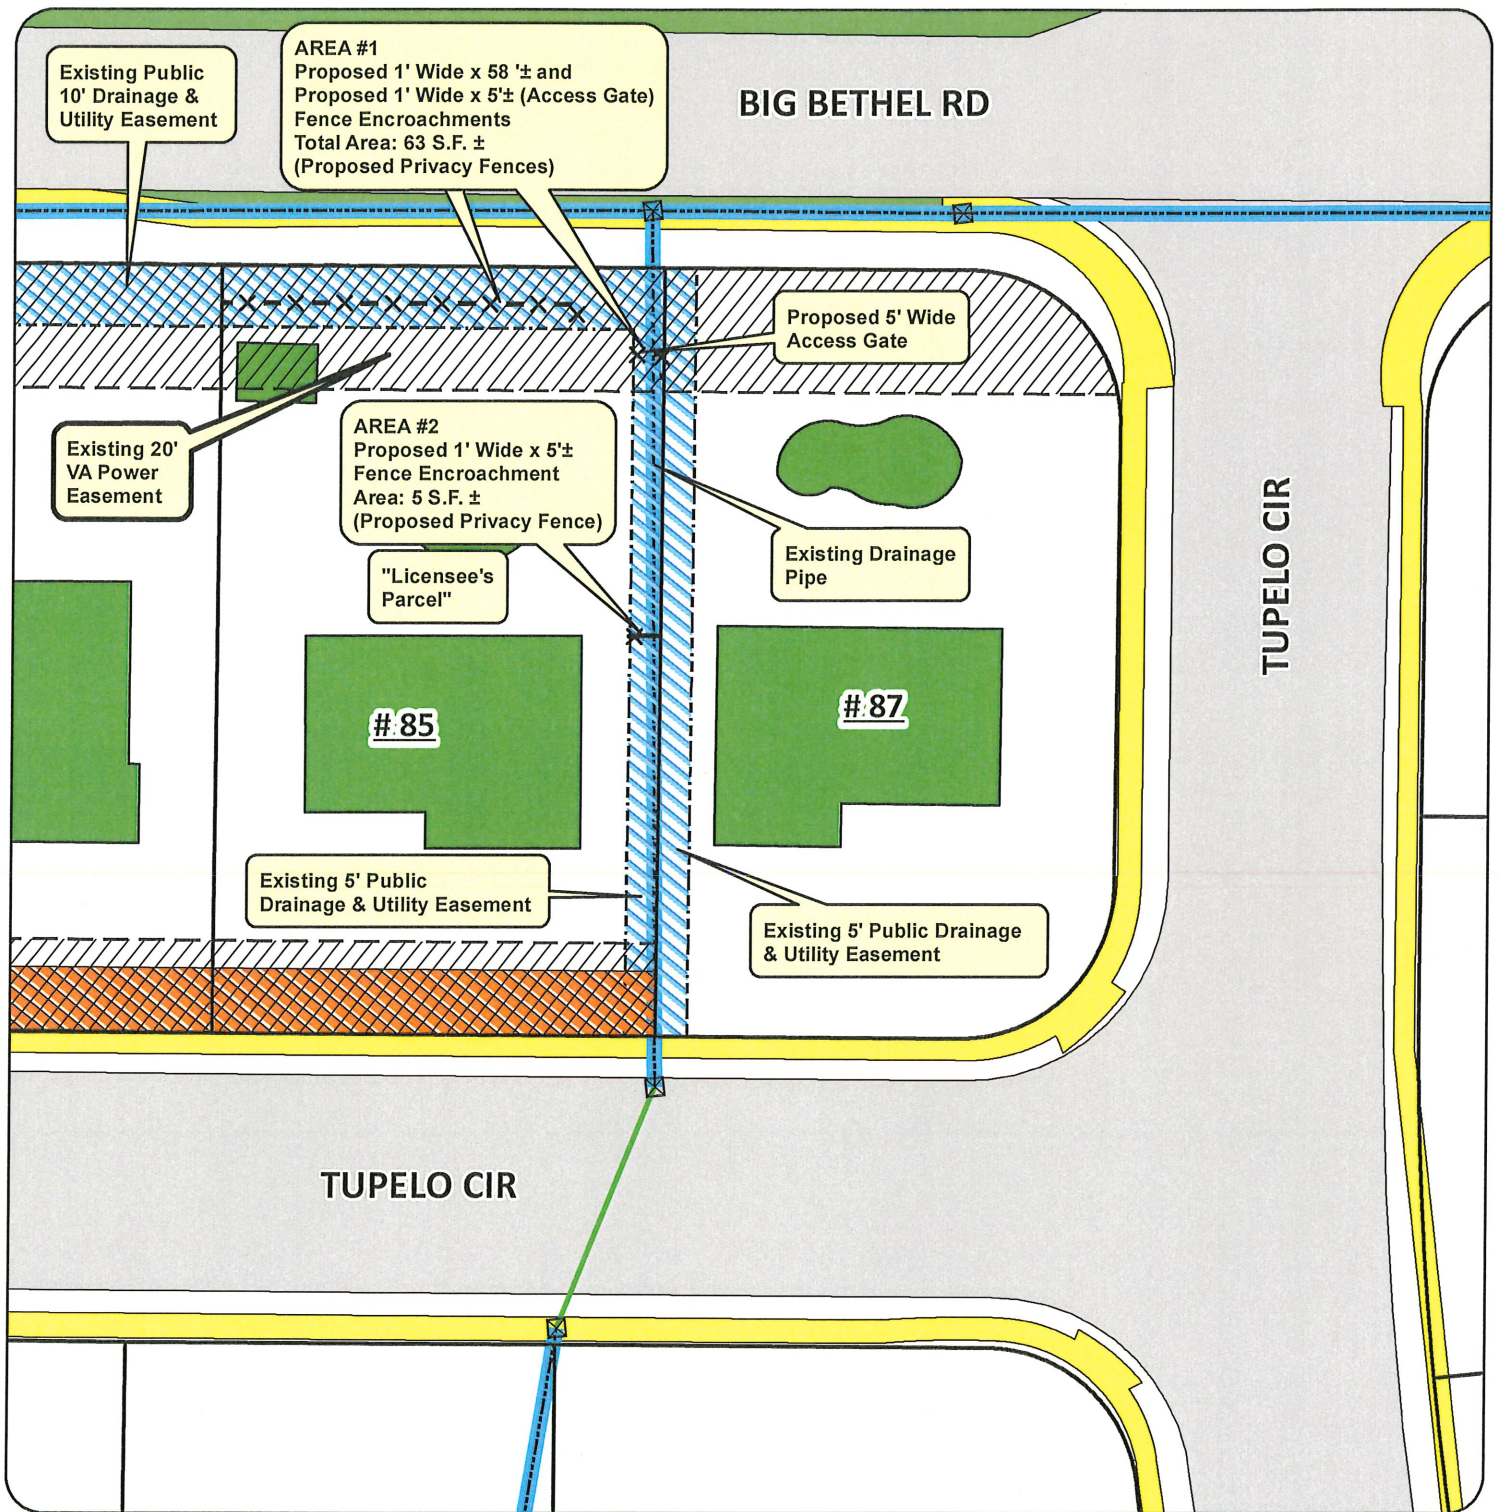 Existing Public
10' Drainage &
Utility Easement
AREA #1
Proposed 1' Wide x 58 '± and
Proposed 1' Wide x 5'± (Access Gate)
Fence Encroachments
Total Area: 63 S.F. ±
(Proposed Privacy Fences)
BIG BETHEL RD
Proposed 5' Wide
Access Gate
Existing 20'
VA Power
Easement
AREA #2
Proposed 1' Wide x 5'±
Fence Encroachment
Area: 5 S.F. ±
(Proposed Privacy Fence)
"Licensee's
Parcel"
Existing Drainage
Pipe
TUPELO CIR
# 85
# 87
Existing 5' Public
Drainage & Utility Easement
Existing 5' Public Drainage
& Utility Easement
TUPELO CIR